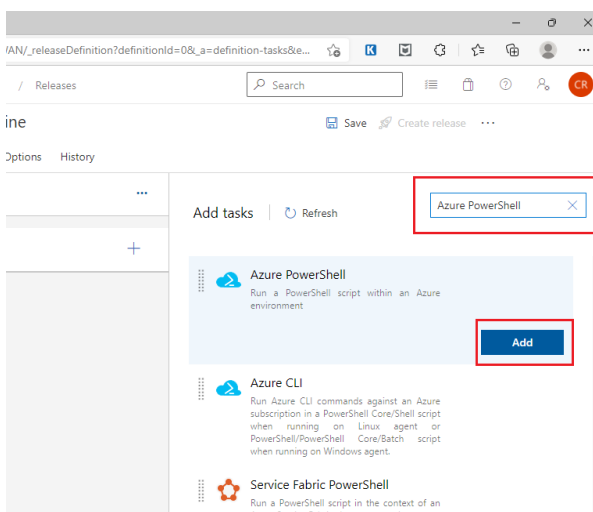 /AN/_releaseDefinition?definitionId=0&_a=definition-tasks&e...
/ Releases
Search
CR
ine
Save
Create release
Options
History
Add tasks
Refresh
Azure PowerShell
Azure PowerShell
Run a PowerShell script within an Azure
environment
Add
Azure CLI
Run Azure CLI commands against an Azure
subscription in a PowerShell Core/Shell script
when running on Linux agent or
PowerShell/PowerShell Core/Batch script
when running on Windows agent.
Service Fabric PowerShell
Run a PowerShell script in the context of an